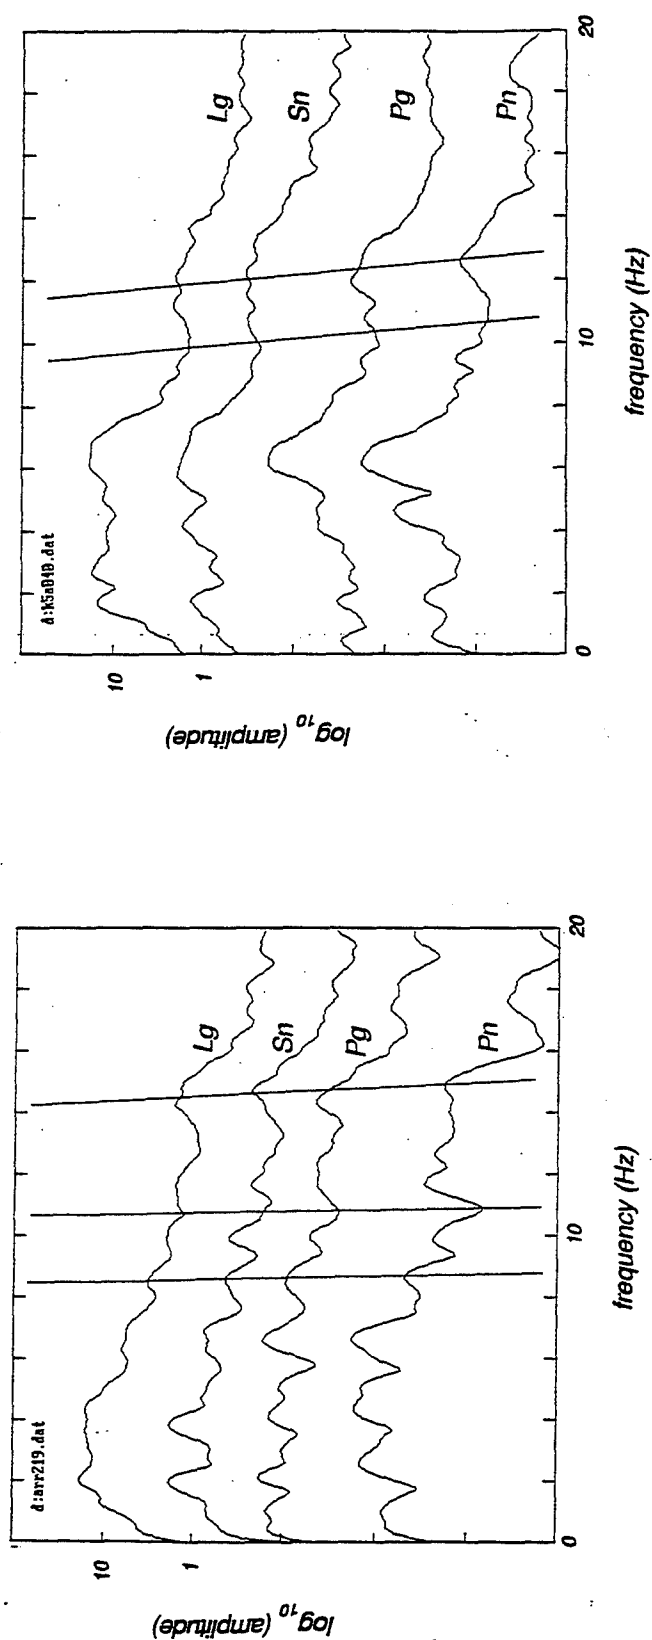 d:arr219.dat
Lg
Sn
Pg
Pn
10
1
log10 (amplitude)
0
10
20
frequency (Hz)
d:k5a040.dat
Lg
Sn
Pg
Pn
10
1
log10 (amplitude)
0
10
20
frequency (Hz)